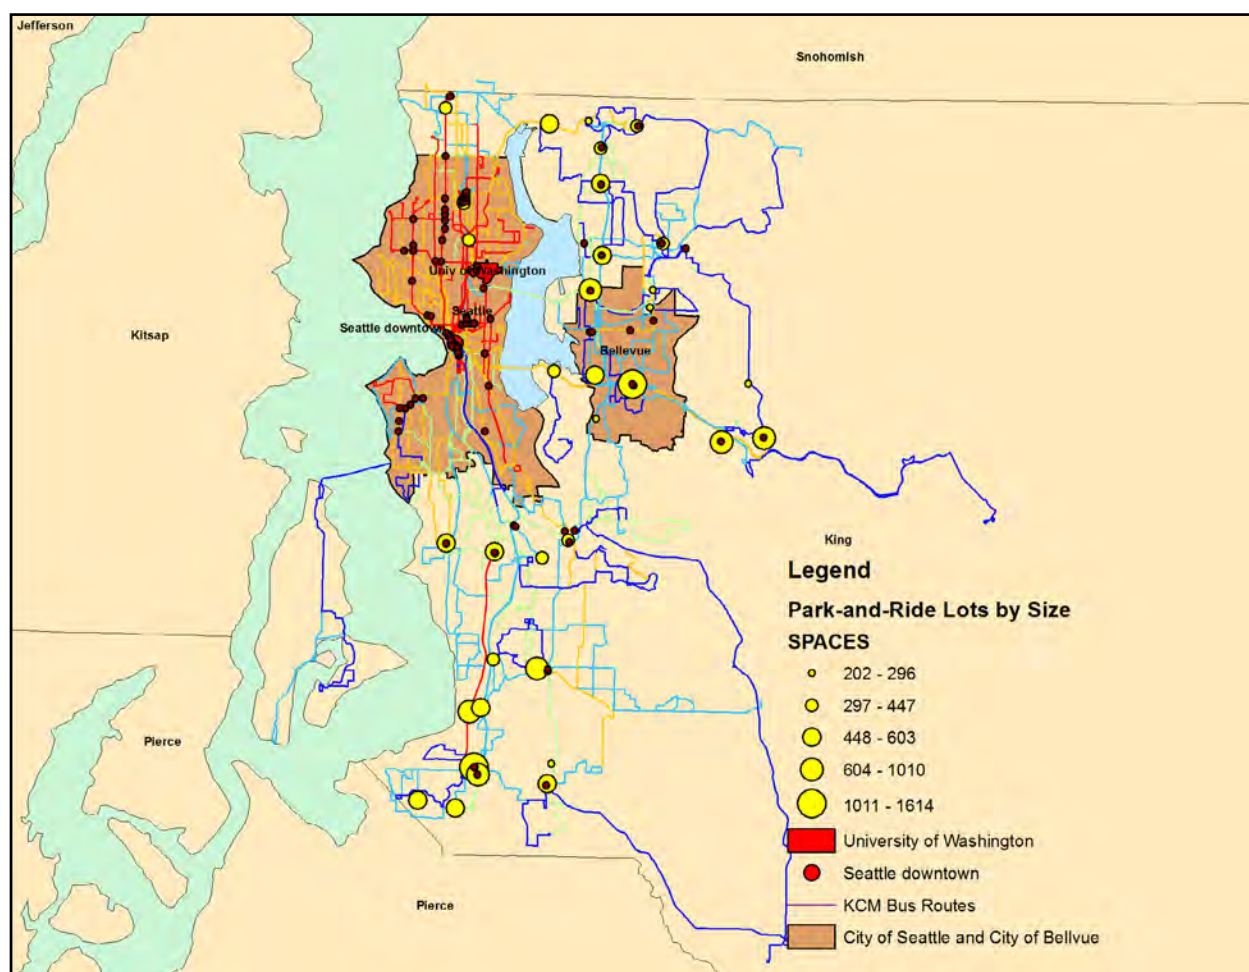 Jefferson
Snohomish
Univ of Washington
Seattle
Seattle downtown
Kitsap
Bellevue
King
Legend
Park-and-Ride Lots by Size
SPACES
202 - 296
297 - 447
448 - 603
604 - 1010
1011 - 1614
University of Washington
Seattle downtown
KCM Bus Routes
City of Seattle and City of Bellvue
Pierce
Pierce